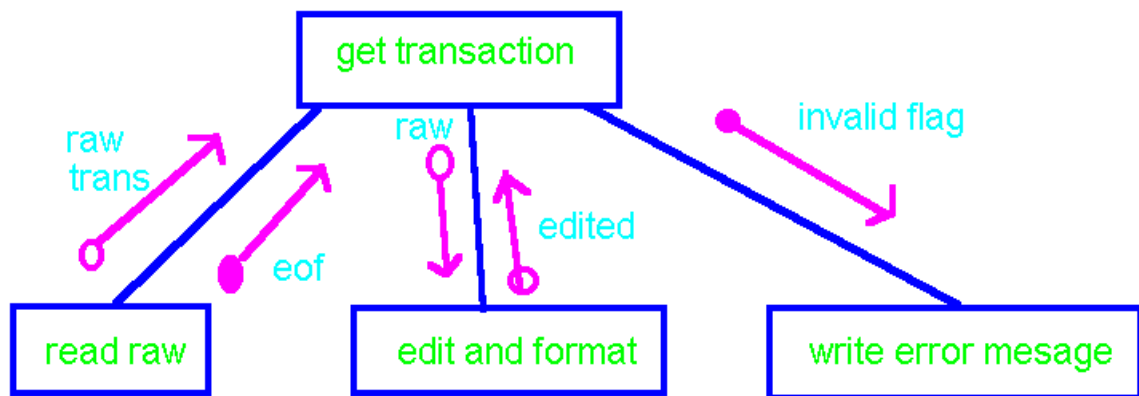 get transaction
raw
trans
eof
raw
edited
invalid flag
read raw
edit and format
write error mesage